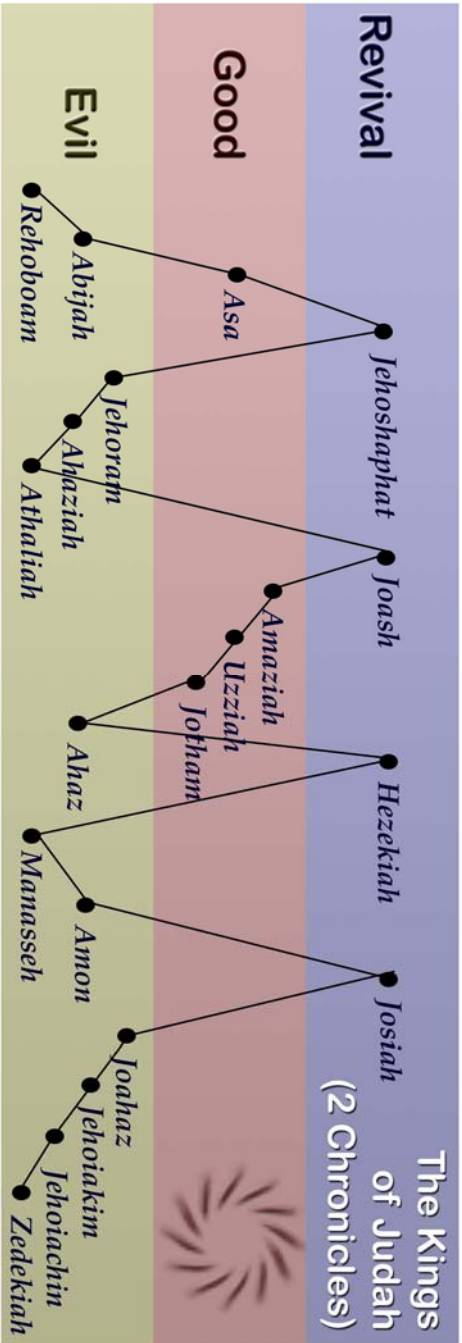 The Kings
of Judah
(2 Chronicles)
Revival
Good
Evil
Rehoboam
Abijah
Asa
Jehoshaphat
Jehoram
Ahaziah
Athaliah
Joash
Amaziah
Uzziah
Jotham
Ahaz
Hezekiah
Manasseh
Amon
Josiah
Joahaz
Jehoiakim
Jehoiachin
Zedekiah